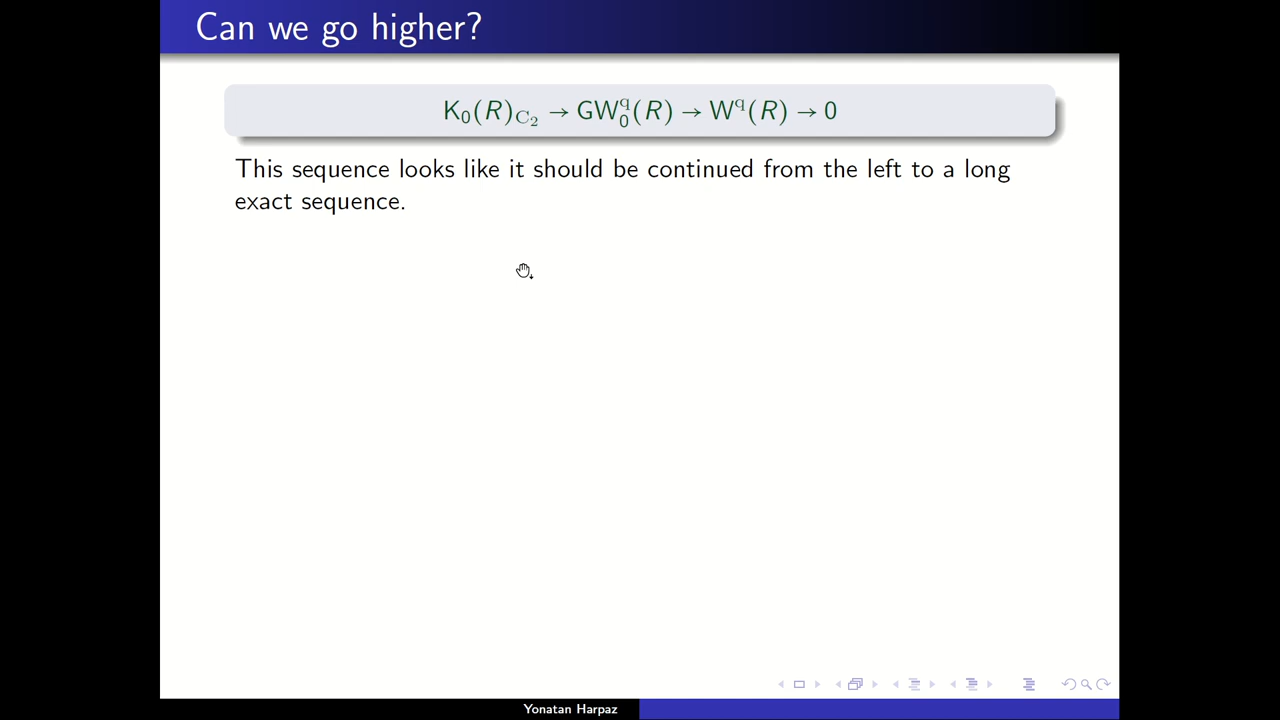 Can we go higher?
K₀(R)_C₂ → GW₀^q(R) → W^q(R) → 0
This sequence looks like it should be continued from the left to a long
exact sequence.
Yonatan Harpaz